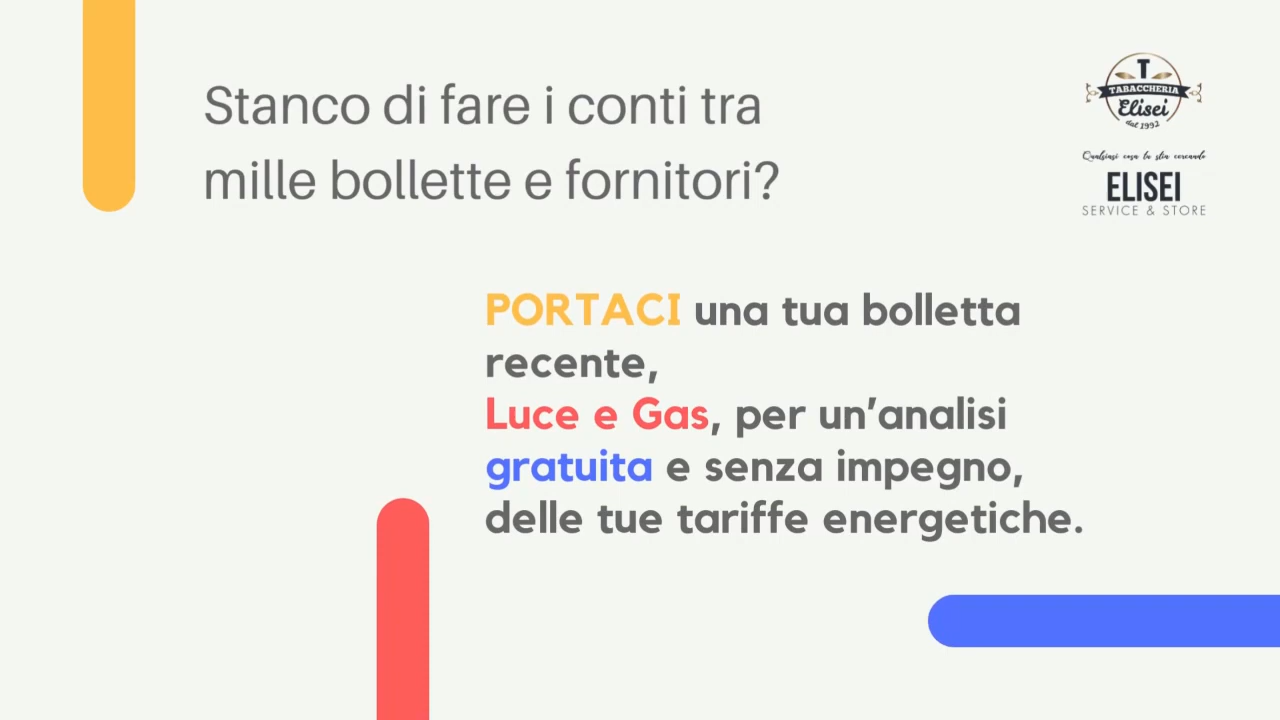 Stanco di fare i conti tra
mille bollette e fornitori?
T
TABACCHERIA
Elisei
dal 1992
Qualsiasi cosa tu stia cercando
ELISEI
SERVICE & STORE
PORTACI una tua bolletta
recente,
Luce e Gas, per un’analisi
gratuita e senza impegno,
delle tue tariffe energetiche.